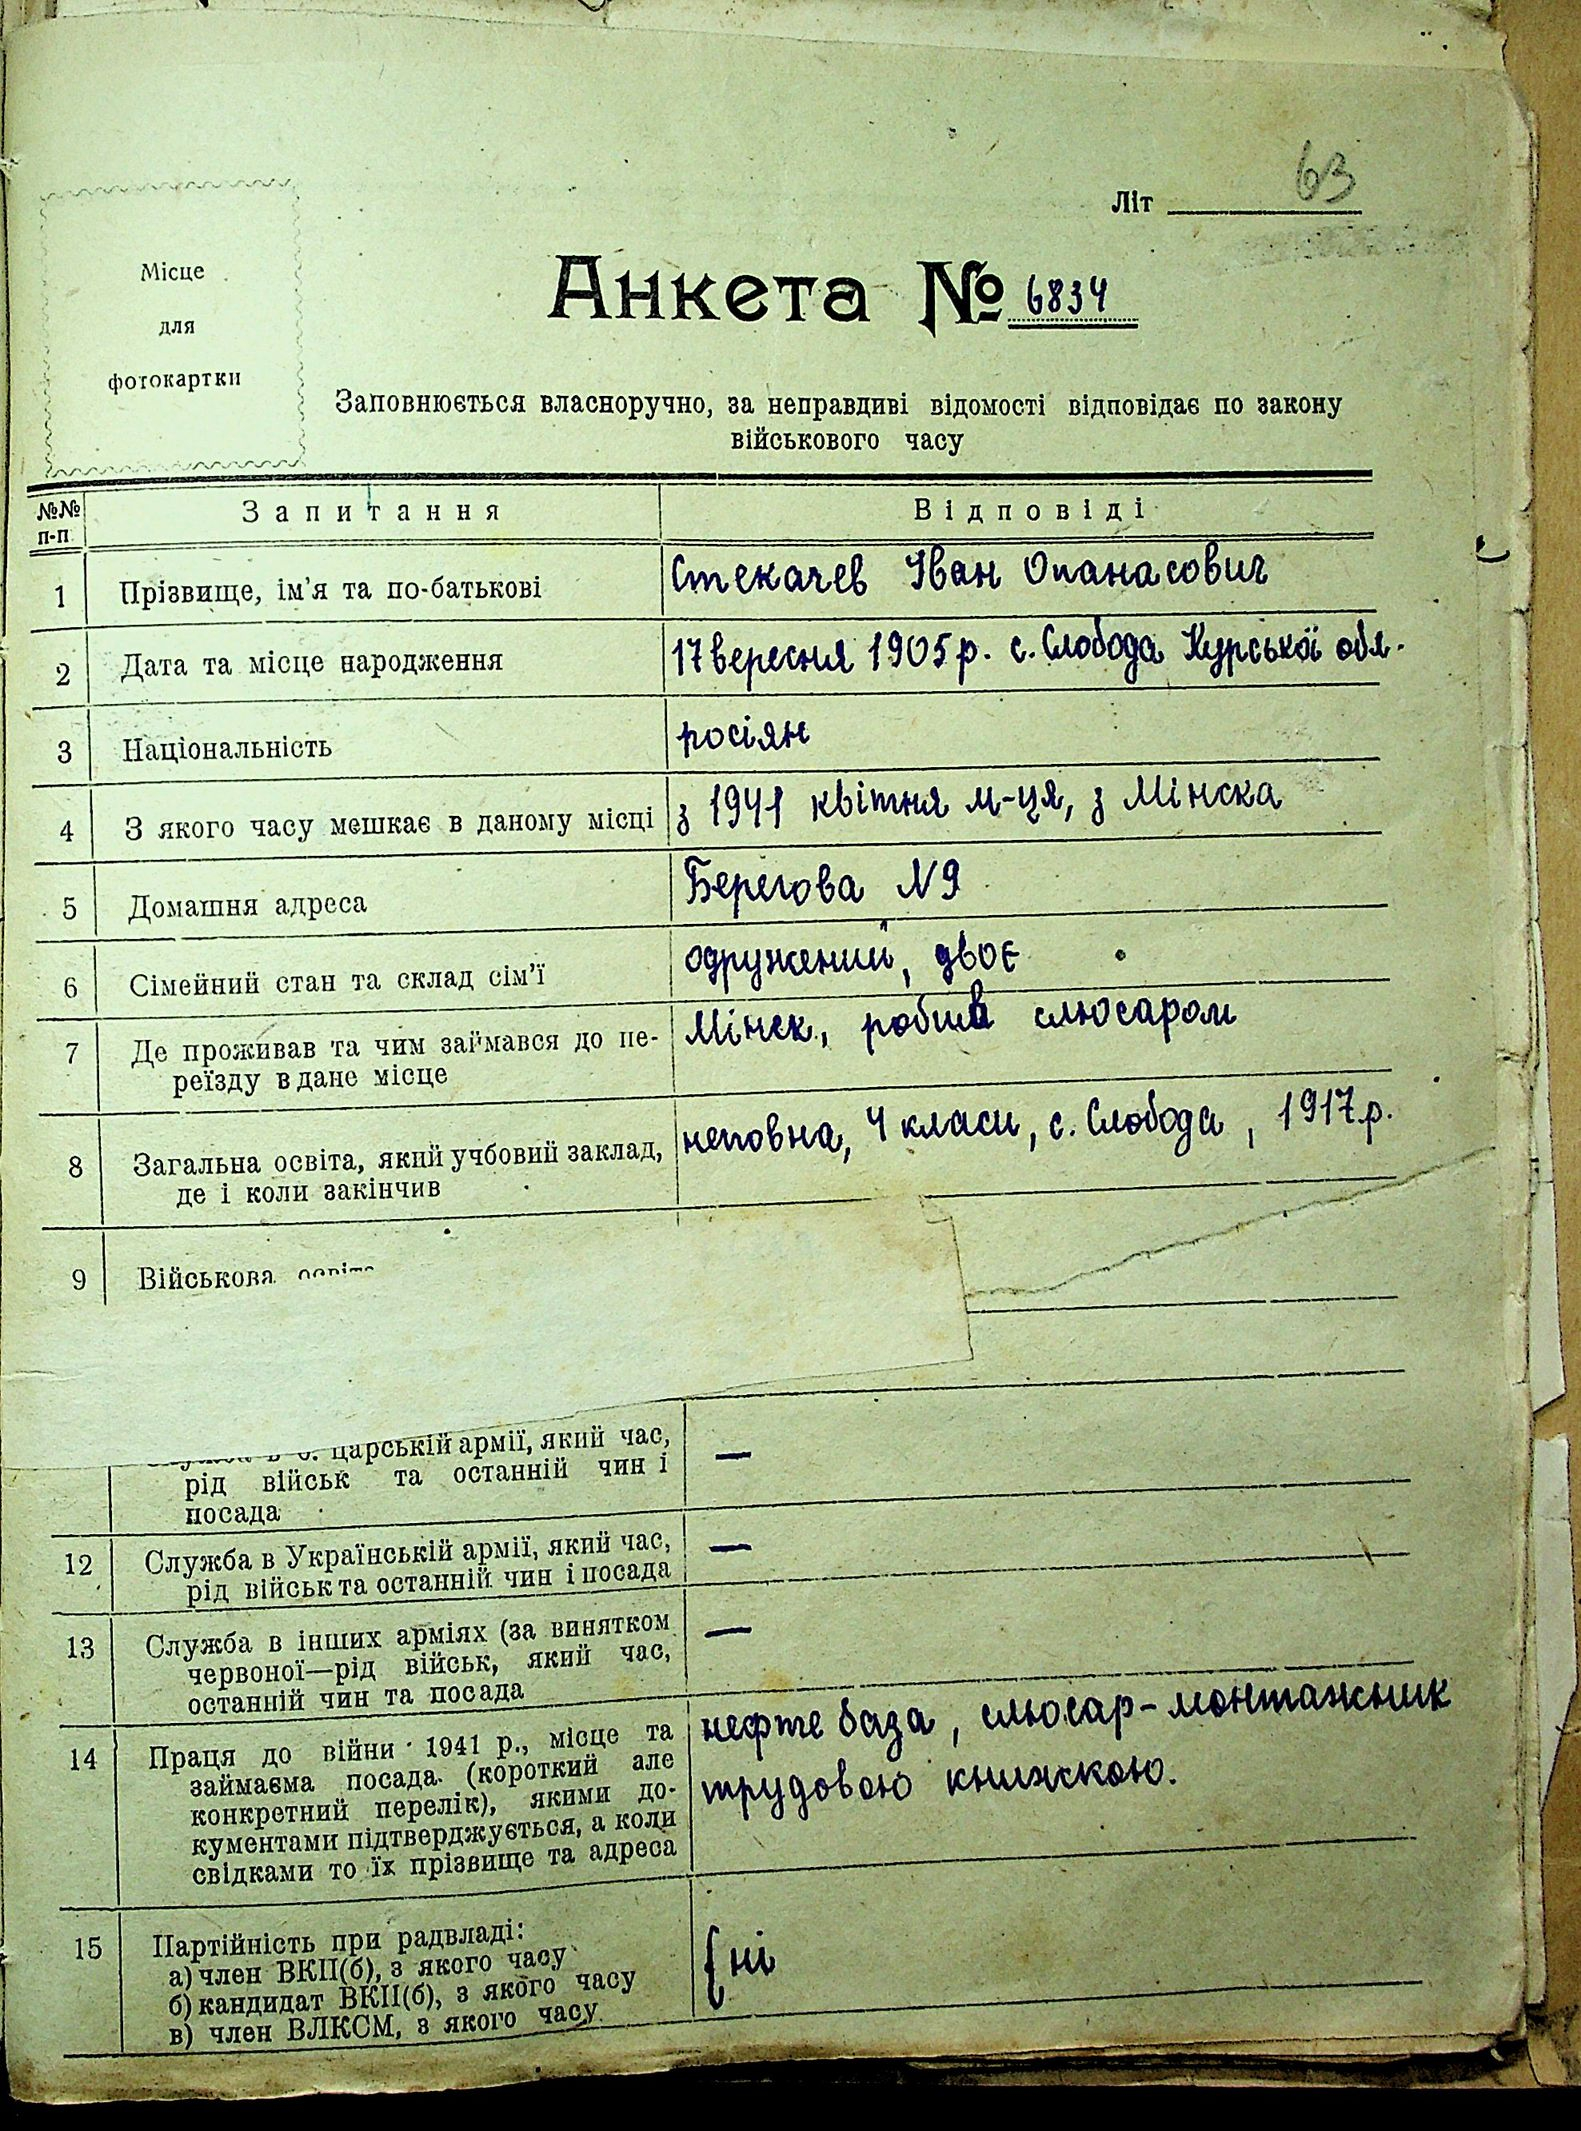 63
Літ
Місце
для
фотокартки
Анкета № 6834
Заповнюється власноручно, за неправдиві відомості відповідає по закону
військового часу
№№
п-п
Запитання
Відповіді
1
Прізвище, ім'я та по-батькові
Стекачев Іван Опанасович
2
Дата та місце народження
17 вересня 1905 р. с. Слобода Курської обл.
3
Національність
росіян
4
З якого часу мешкає в даному місці
з 1941 квітня м-ця, з Мінска
5
Домашня адреса
Берегова N 9
6
Сімейний стан та склад сім'ї
одружений, двоє
7
Де проживав та чим займався до пе-
реїзду в дане місце
Мінск, робив слюсаром
8
Загальна освіта, який учбовий заклад,
де і коли закінчив
неповна, 4 класи, с. Слобода, 1917 р.
9
Військова
царській армії, який час,
рід військ та останній чин і
посада
—
12
Служба в Українській армії, який час,
рід військ та останній чин і посада
—
13
Служба в інших арміях (за винятком
червоної—рід військ, який час,
останній чин та посада
—
14
Праця до війни 1941 р., місце та
займаєма посада (короткий але
конкретний перелік), якими до-
кументами підтверджується, а коли
свідками то їх прізвище та адреса
нефте база, слюсар-монтажник
трудовою книжкою.
15
Партійність при радвладі:
а) член ВКП(б), з якого часу
б) кандидат ВКП(б), з якого часу
в) член ВЛКСМ, з якого часу
{ ні